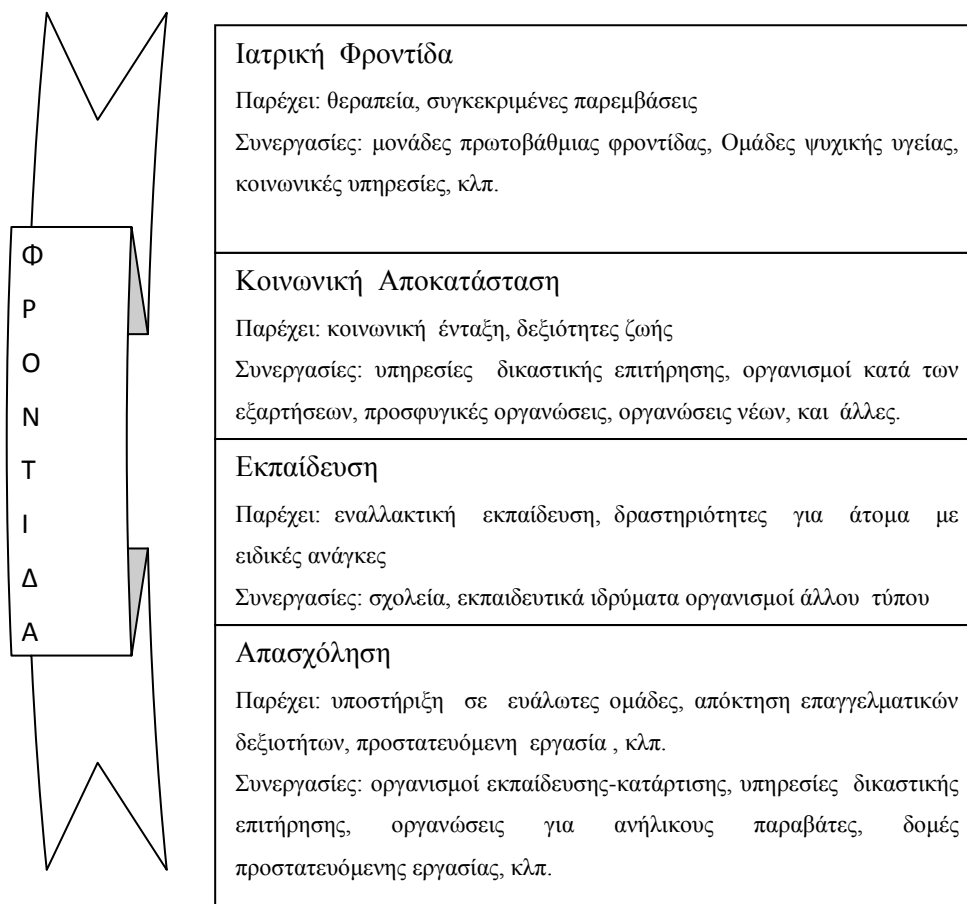 Φ
Ρ
Ο
Ν
Τ
Ι
Δ
Α
Ιατρική Φροντίδα
Παρέχει: θεραπεία, συγκεκριμένες παρεμβάσεις
Συνεργασίες: μονάδες πρωτοβάθμιας φροντίδας, Ομάδες ψυχικής υγείας,
κοινωνικές υπηρεσίες, κλπ.
Κοινωνική Αποκατάσταση
Παρέχει: κοινωνική ένταξη, δεξιότητες ζωής
Συνεργασίες: υπηρεσίες δικαστικής επιτήρησης, οργανισμοί κατά των
εξαρτήσεων, προσφυγικές οργανώσεις, οργανώσεις νέων, και άλλες.
Εκπαίδευση
Παρέχει: εναλλακτική εκπαίδευση, δραστηριότητες για άτομα με
ειδικές ανάγκες
Συνεργασίες: σχολεία, εκπαιδευτικά ιδρύματα οργανισμοί άλλου τύπου
Απασχόληση
Παρέχει: υποστήριξη σε ευάλωτες ομάδες, απόκτηση επαγγελματικών
δεξιοτήτων, προστατευόμενη εργασία , κλπ.
Συνεργασίες: οργανισμοί εκπαίδευσης-κατάρτισης, υπηρεσίες δικαστικής
επιτήρησης, οργανώσεις για ανήλικους παραβάτες, δομές
προστατευόμενης εργασίας, κλπ.